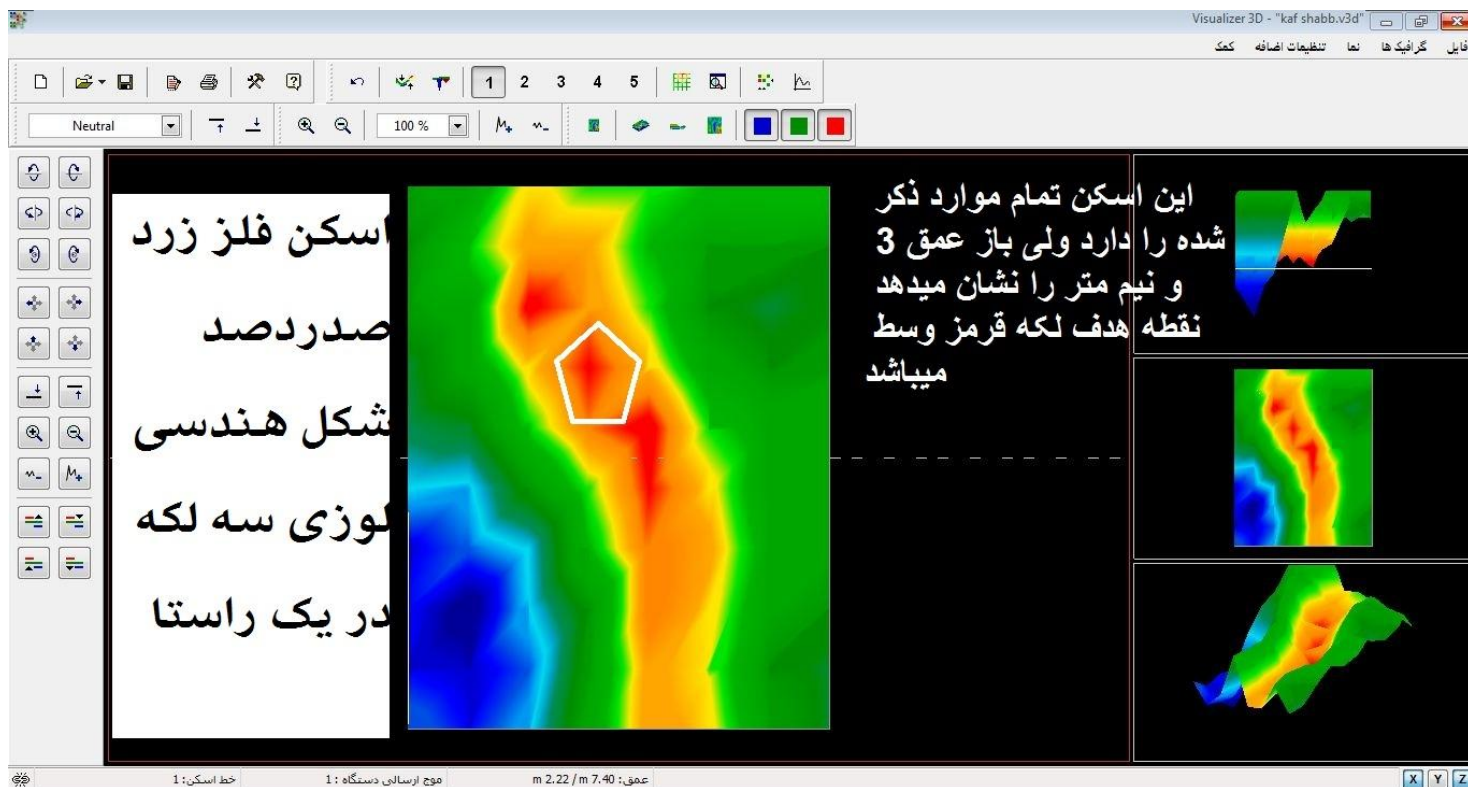 Visualizer 3D - "kaf shabb.v3d"
فایل گرافیک ها نما تنظیمات اضافه کمک
1 2 3 4 5
Neutral
100 %
اسکن فلز زرد
صدردصد
شکل هندسی
لوزی سه لکه
در یک راستا
این اسکن تمام موارد ذکر
شده را دارد ولی باز عمق 3
و نیم متر را نشان میدهد
نقطه هدف لکه قرمز وسط
میباشد
خط اسکن: 1
موج ارسالی دستگاه : 1
عمق: m 2.22 / m 7.40
X Y Z